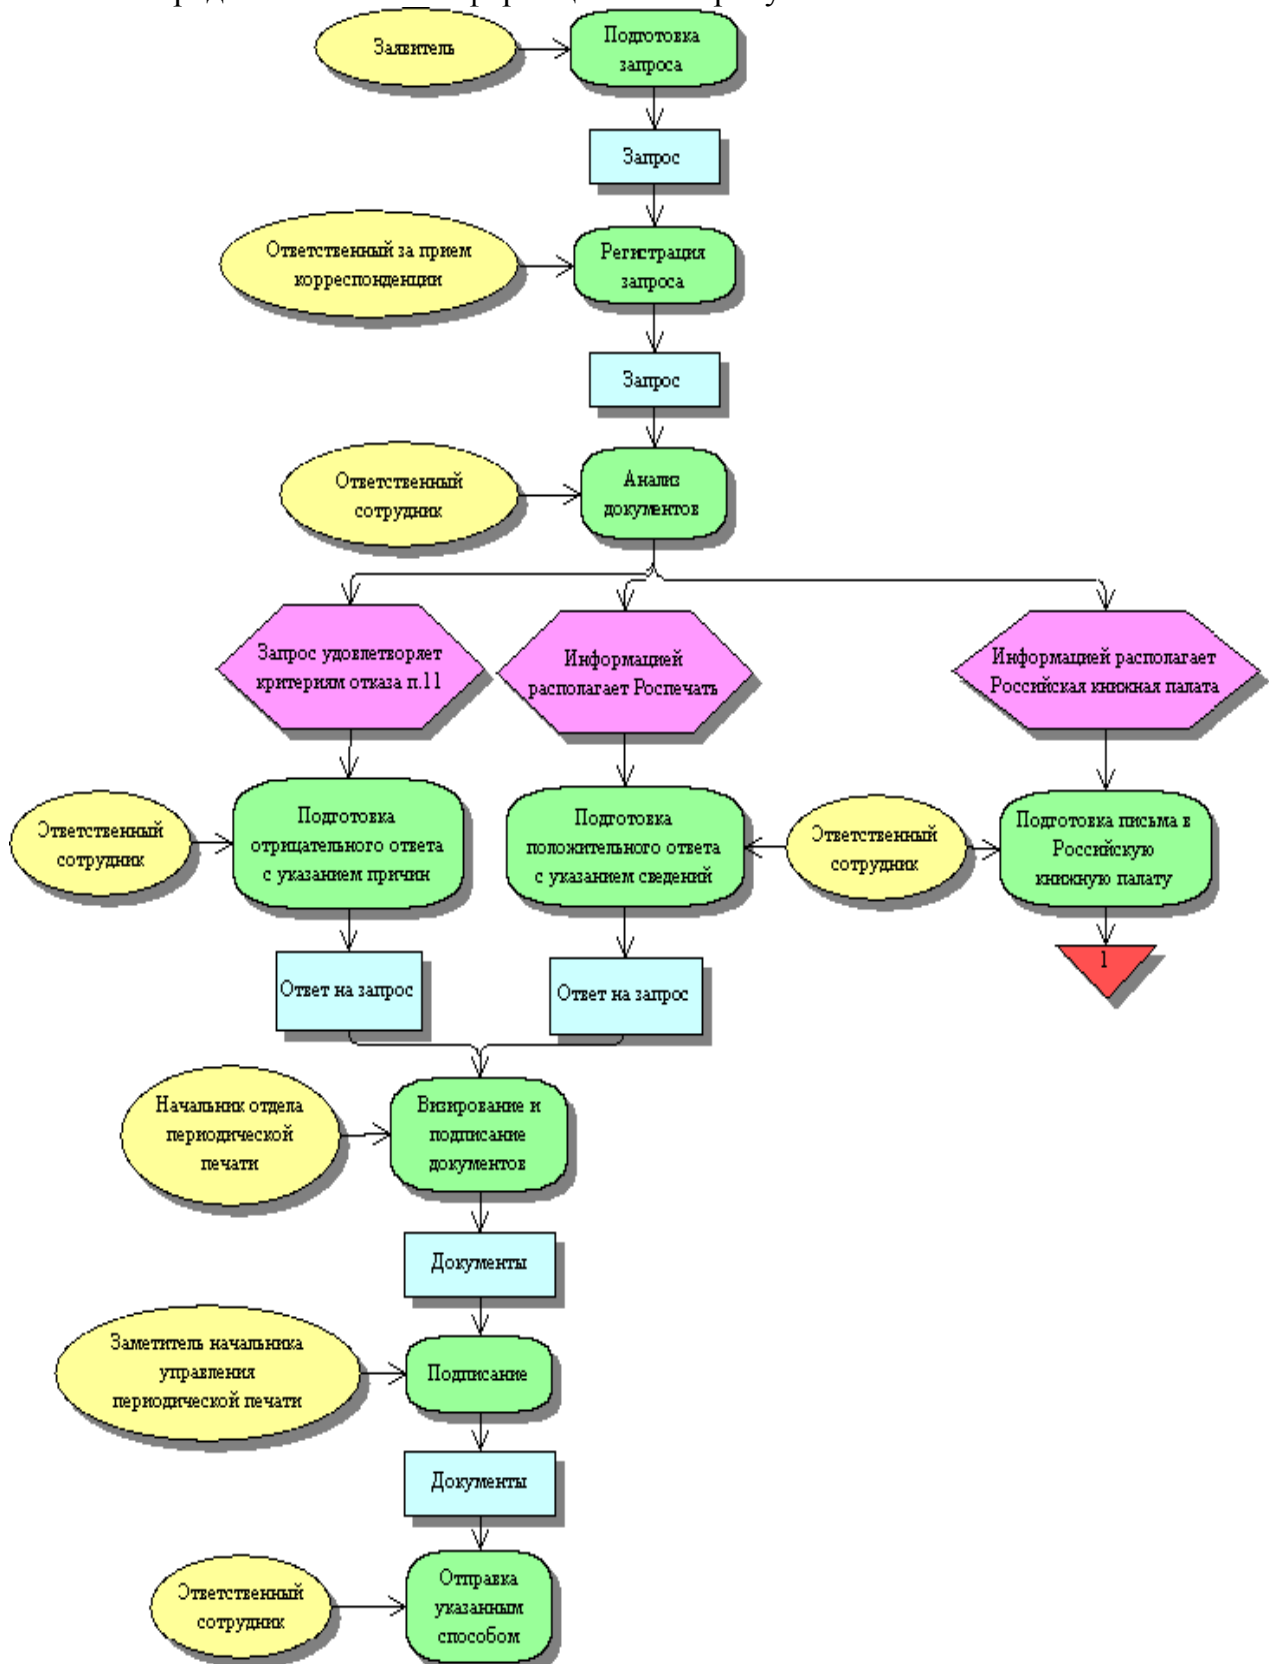 Заявитель
Подготовка
запроса
Запрос
Ответственный за прием
корреспонденции
Регистрация
запроса
Запрос
Ответственный
сотрудник
Анализ
документов
Запрос удовлетворяет
критериям отказа п.11
Информацией
располагает Роспечать
Информацией располагает
Российская книжная палата
Ответственный
сотрудник
Подготовка
отрицательного ответа
с указанием причин
Подготовка
положительного ответа
с указанием сведений
Ответственный
сотрудник
Подготовка письма в
Российскую
книжную палату
1
Ответ на запрос
Ответ на запрос
Начальник отдела
периодической
печати
Визирование и
подписание
документов
Документы
Заметитель начальника
управления
периодической печати
Подписание
Документы
Ответственный
сотрудник
Отправка
указанным
способом